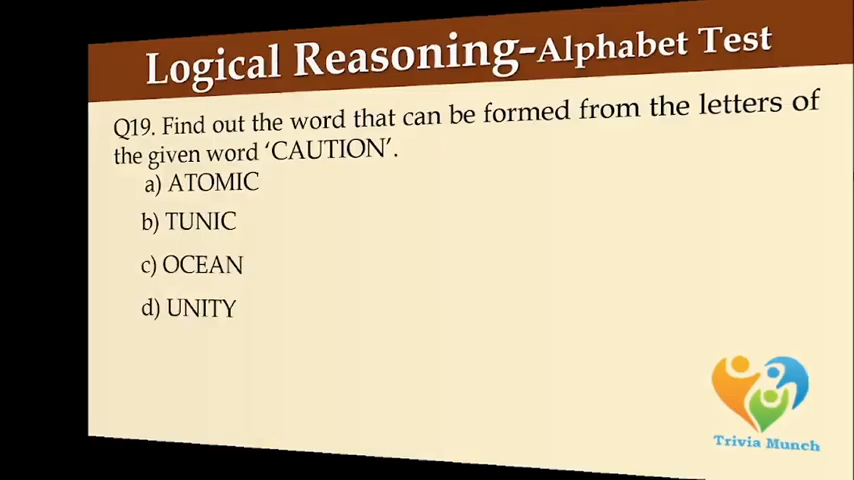 Logical Reasoning-Alphabet Test
Q19. Find out the word that can be formed from the letters of
the given word ‘CAUTION’.
a) ATOMIC
b) TUNIC
c) OCEAN
d) UNITY
Trivia Munch